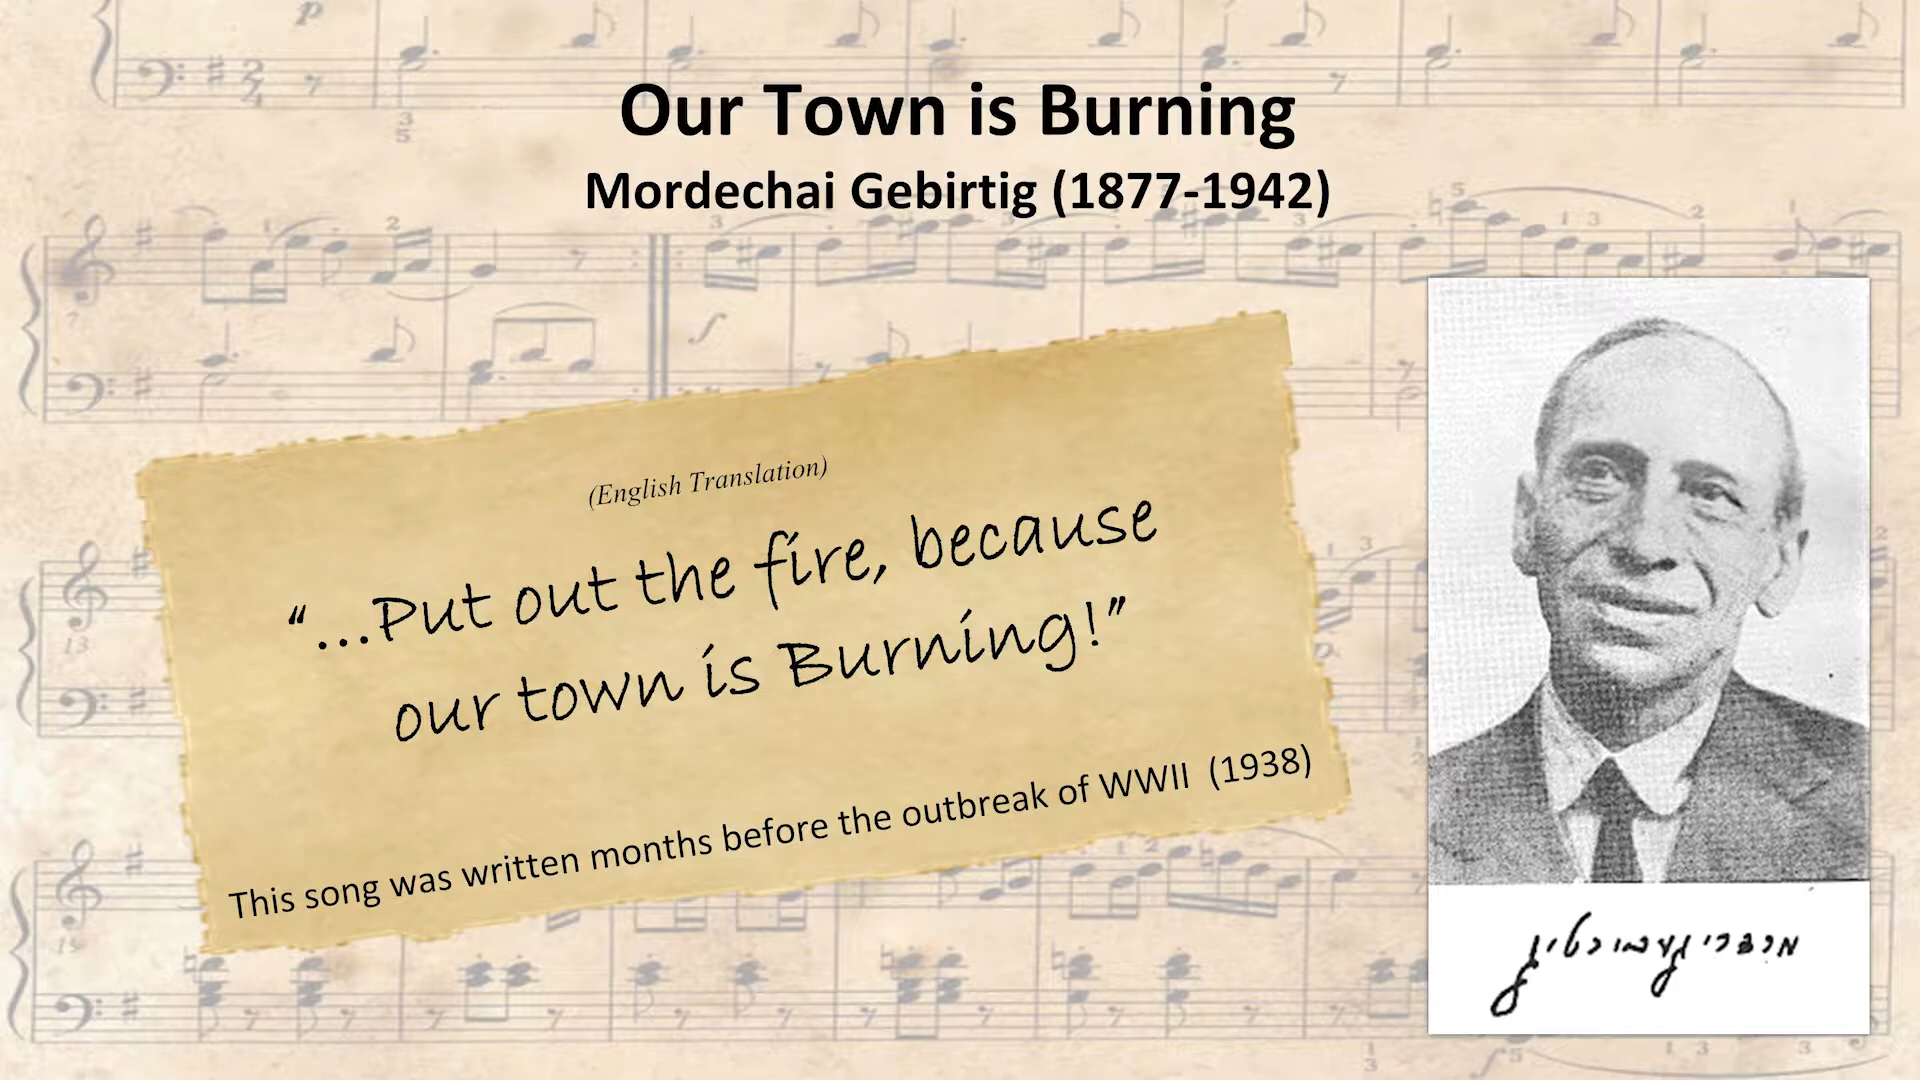 Our Town is Burning
Mordechai Gebirtig (1877-1942)
(English Translation)
“...Put out the fire, because
our town is Burning!”
This song was written months before the outbreak of WWII (1938)
מרדכי געבירטיג